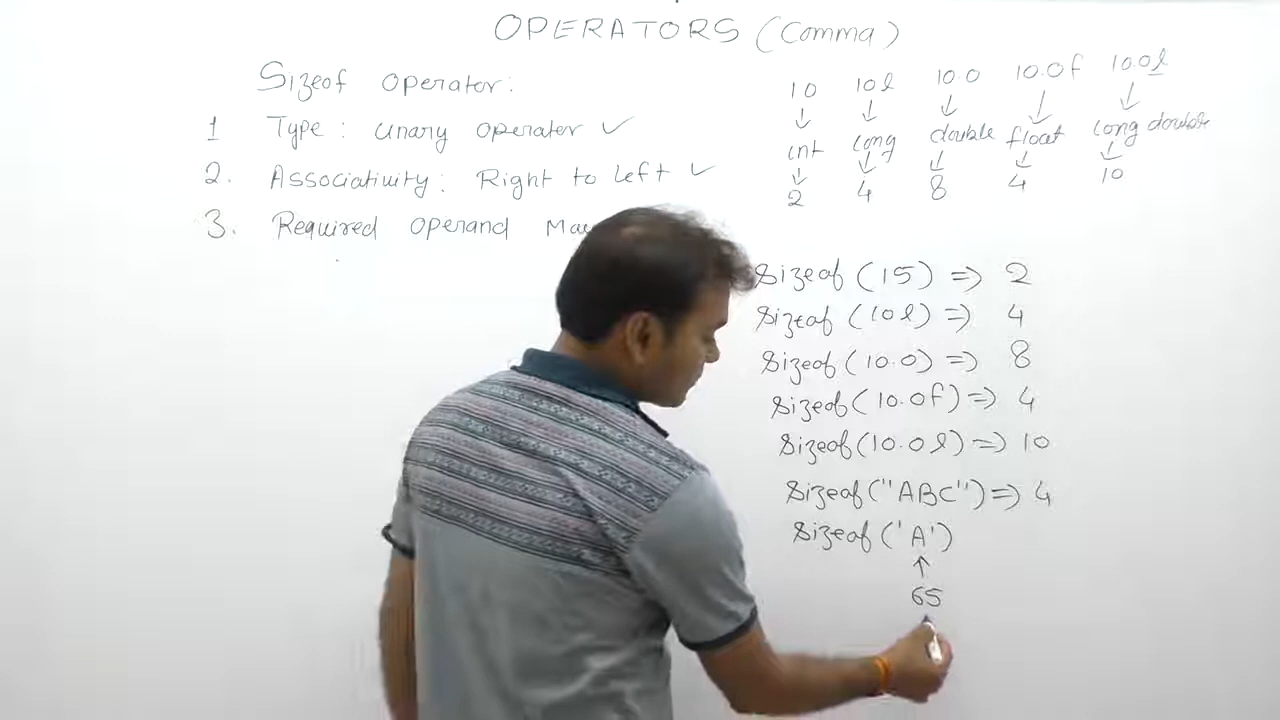 OPERATORS (Comma)
Sizeof Operator:
1 Type: Unary Operator ✓
2. Associativity: Right to Left ✓
3. Required Operand
10 10l 10.0 10.0f 10.0l
↓ ↓ ↓ ↓ ↓
int long double float long double
↓ ↓ ↓ ↓ ↓
2 4 8 4 10
Sizeof (15) => 2
Sizeof (10l) => 4
Sizeof (10.0) => 8
Sizeof (10.0f) => 4
Sizeof (10.0l) => 10
Sizeof ("ABC") => 4
Sizeof ('A')
↑
65